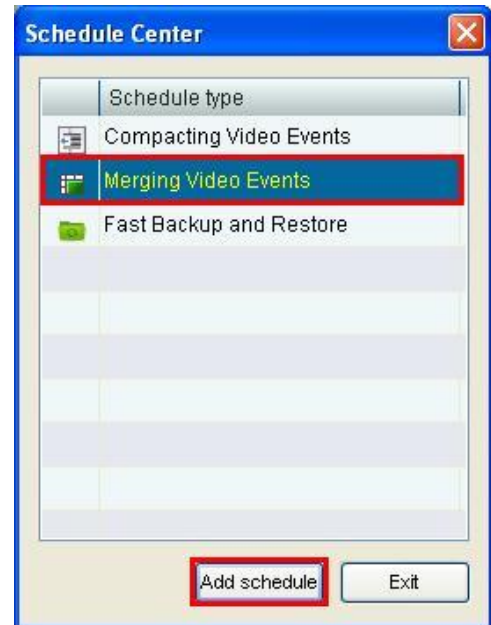 Schedule Center
Schedule type
Compacting Video Events
Merging Video Events
Fast Backup and Restore
Add schedule Exit